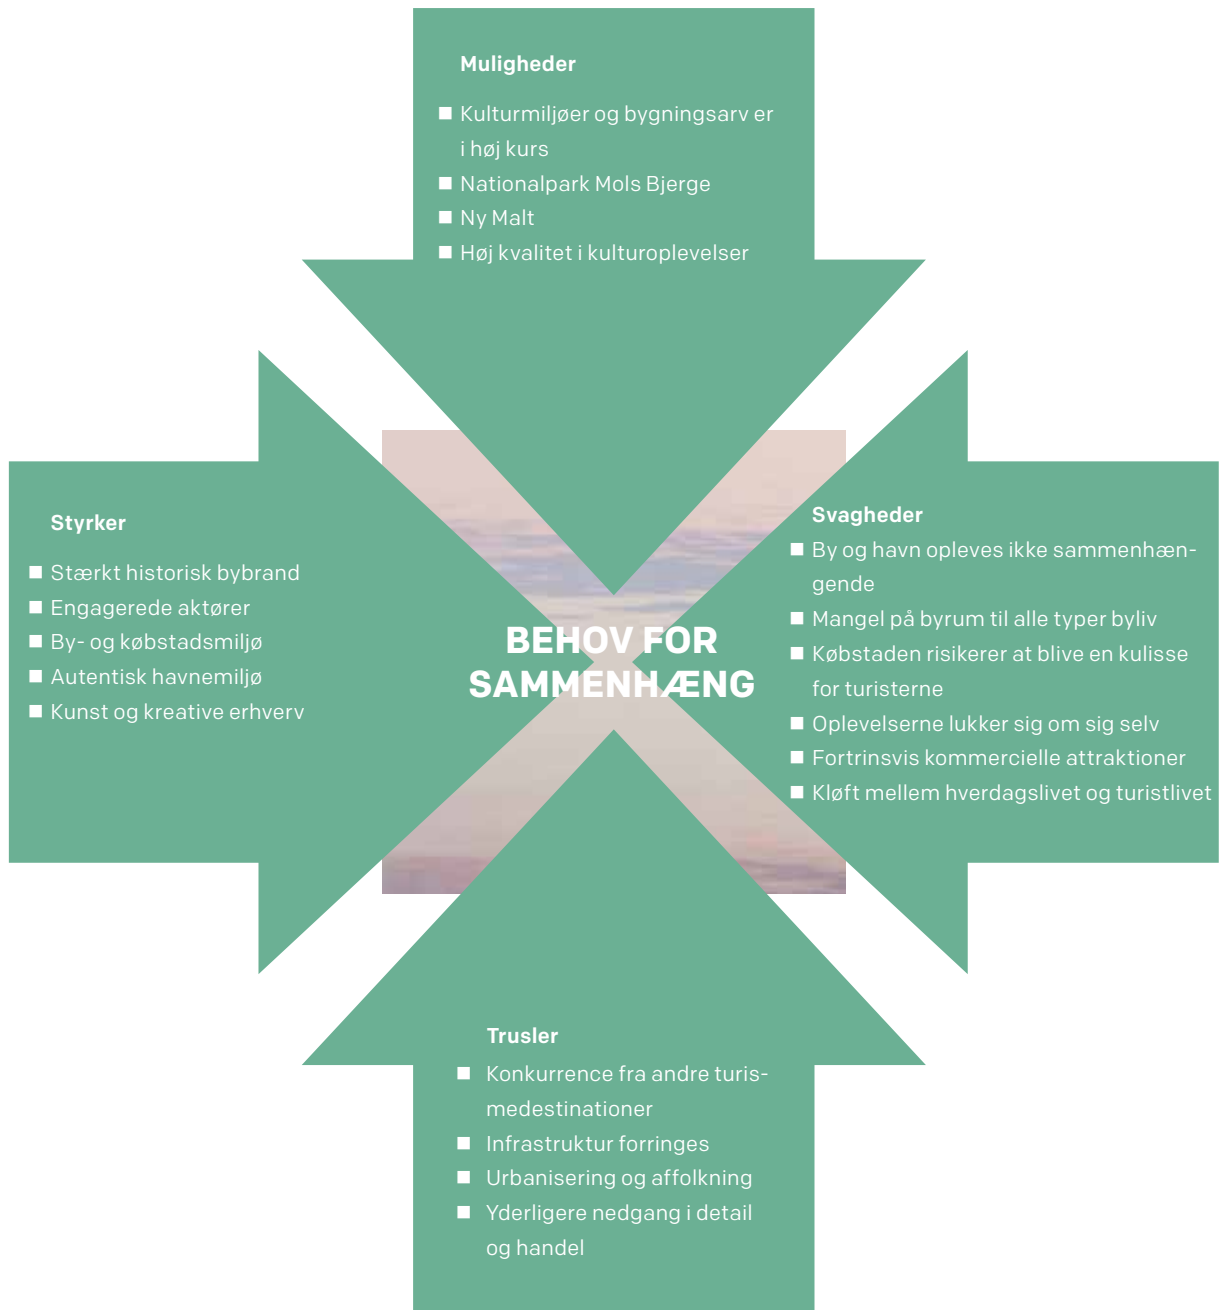 Muligheder
Kulturmiljøer og bygningsarv er
i høj kurs
Nationalpark Mols Bjerge
Ny Malt
Høj kvalitet i kulturoplevelser
Styrker
Stærkt historisk bybrand
Engagerede aktører
By- og købstadsmiljø
Autentisk havnemiljø
Kunst og kreative erhverv
BEHOV FOR
SAMMENHÆNG
Svagheder
By og havn opleves ikke sammenhæn-
gende
Mangel på byrum til alle typer byliv
Købstaden risikerer at blive en kulisse
for turisterne
Oplevelserne lukker sig om sig selv
Fortrinsvis kommercielle attraktioner
Kløft mellem hverdagslivet og turistlivet
Trusler
Konkurrence fra andre turis-
medestinationer
Infrastruktur forringes
Urbanisering og affolkning
Yderligere nedgang i detail
og handel